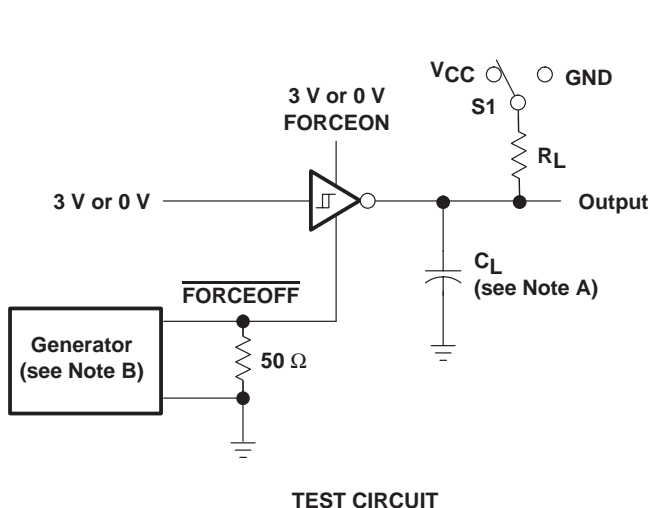 VCC
GND
S1
3 V or 0 V
FORCEON
RL
3 V or 0 V
Output
CL
(see Note A)
FORCEOFF
Generator
(see Note B)
50 Ω
TEST CIRCUIT